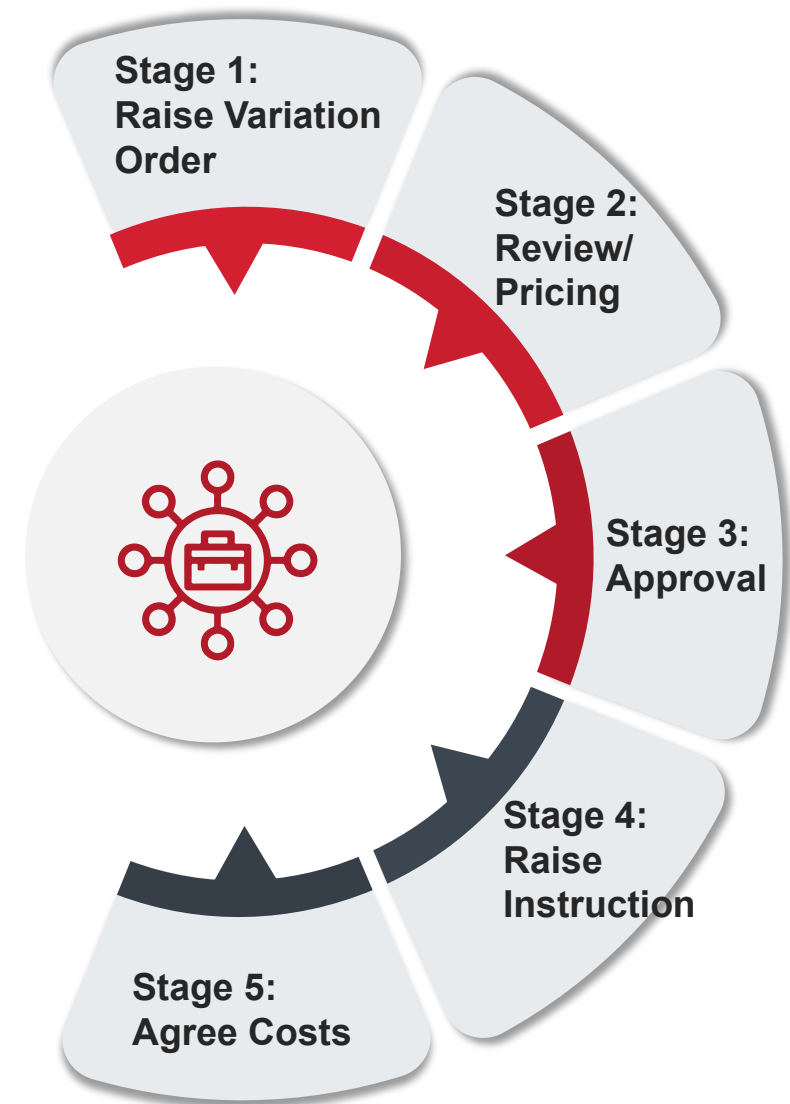 Stage 1:
Raise Variation
Order
Stage 2:
Review/
Pricing
Stage 3:
Approval
Stage 4:
Raise
Instruction
Stage 5:
Agree Costs